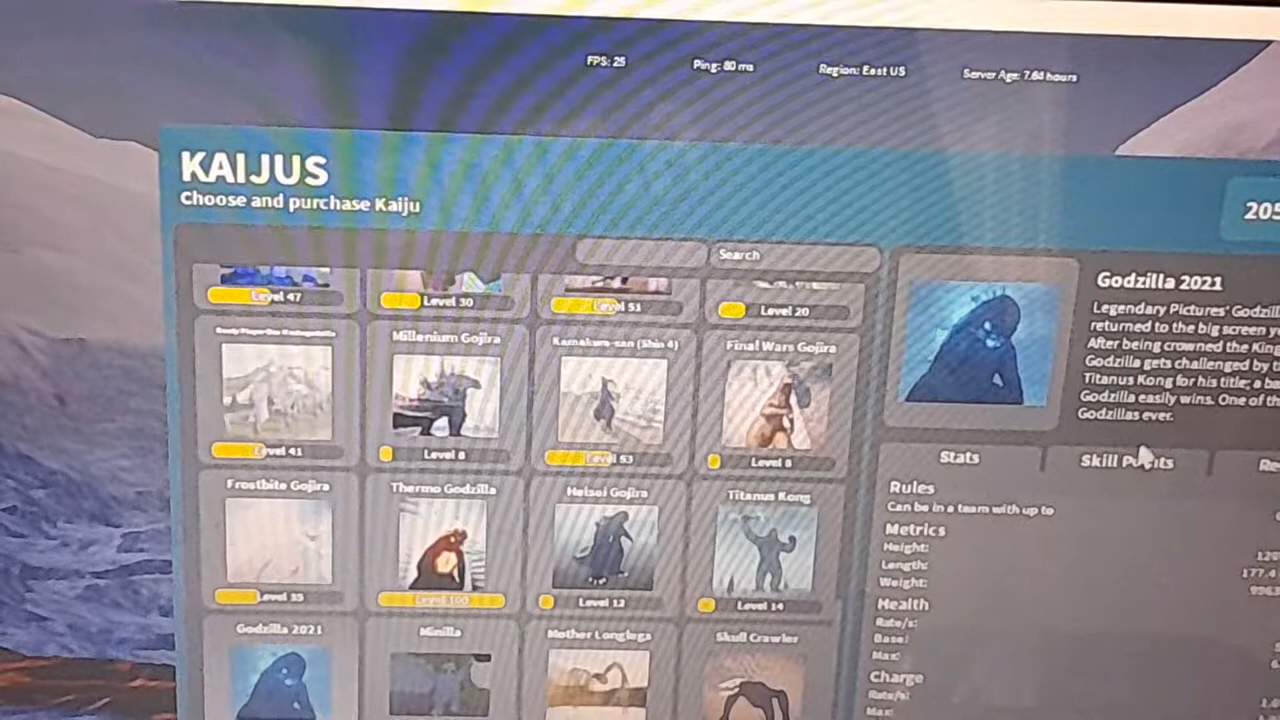 FPS: 25
Ping: 80 ms
Region: East US
Server Age: 7.64 hours
KAIJUS
Choose and purchase Kaiju
205
Search
Level 47
Level 30
Level 51
Level 20
Millenium Gojira
Kamakura-san (Shin 4)
Final Wars Gojira
Level 41
Level 8
Level 53
Level 8
Frostbite Gojira
Thermo Godzilla
Heisei Gojira
Titanus Kong
Level 35
Level 100
Level 12
Level 14
Godzilla 2021
Minilla
Mother Longlegs
Skull Crawler
Godzilla 2021
Legendary Pictures' Godzill
returned to the big screen y
After being crowned the King
Godzilla gets challenged by t
Titanus Kong for his title; a ba
Godzilla easily wins. One of th
Godzillas ever.
Stats
Skill Points
Re
Rules
Can be in a team with up to
Metrics
Height:
Length:
177.4
Weight:
Health
Rate/s:
Base:
Max:
Charge
Rate/s:
Max: